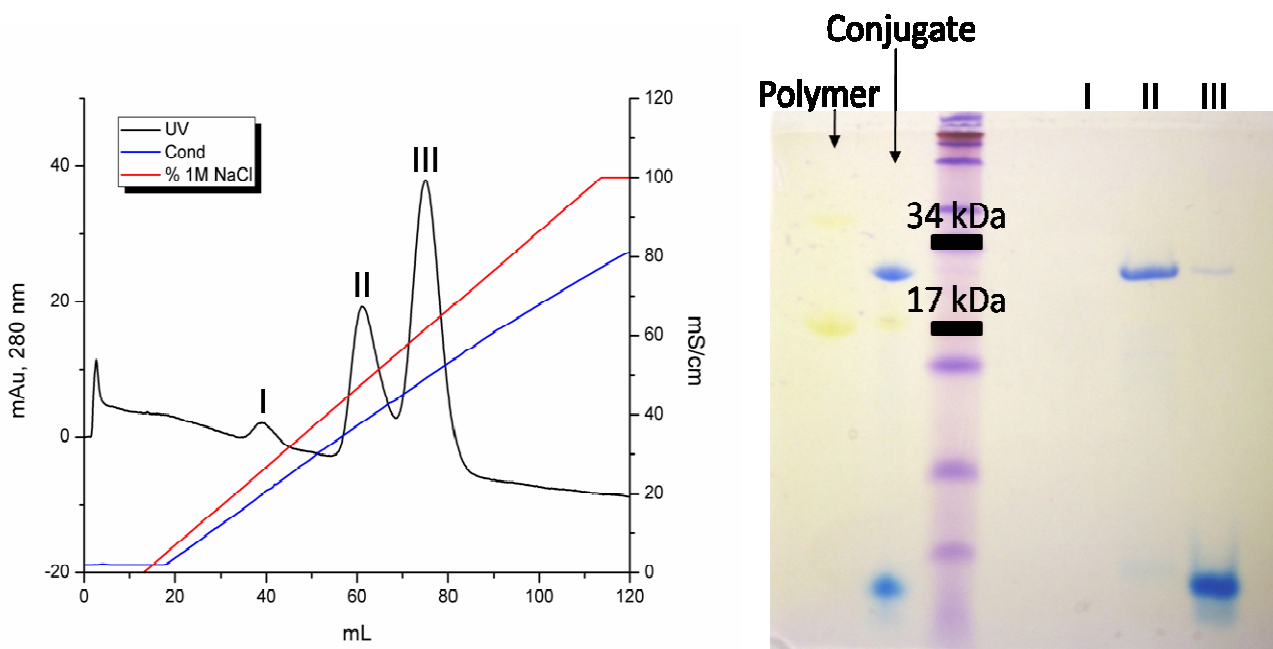 UV
Cond
% 1M NaCl
I
II
III
40
20
0
-20
mAu, 280 nm
120
100
80
60
40
20
0
mS/cm
0 20 40 60 80 100 120
mL
Conjugate
Polymer
I II III
34 kDa
17 kDa